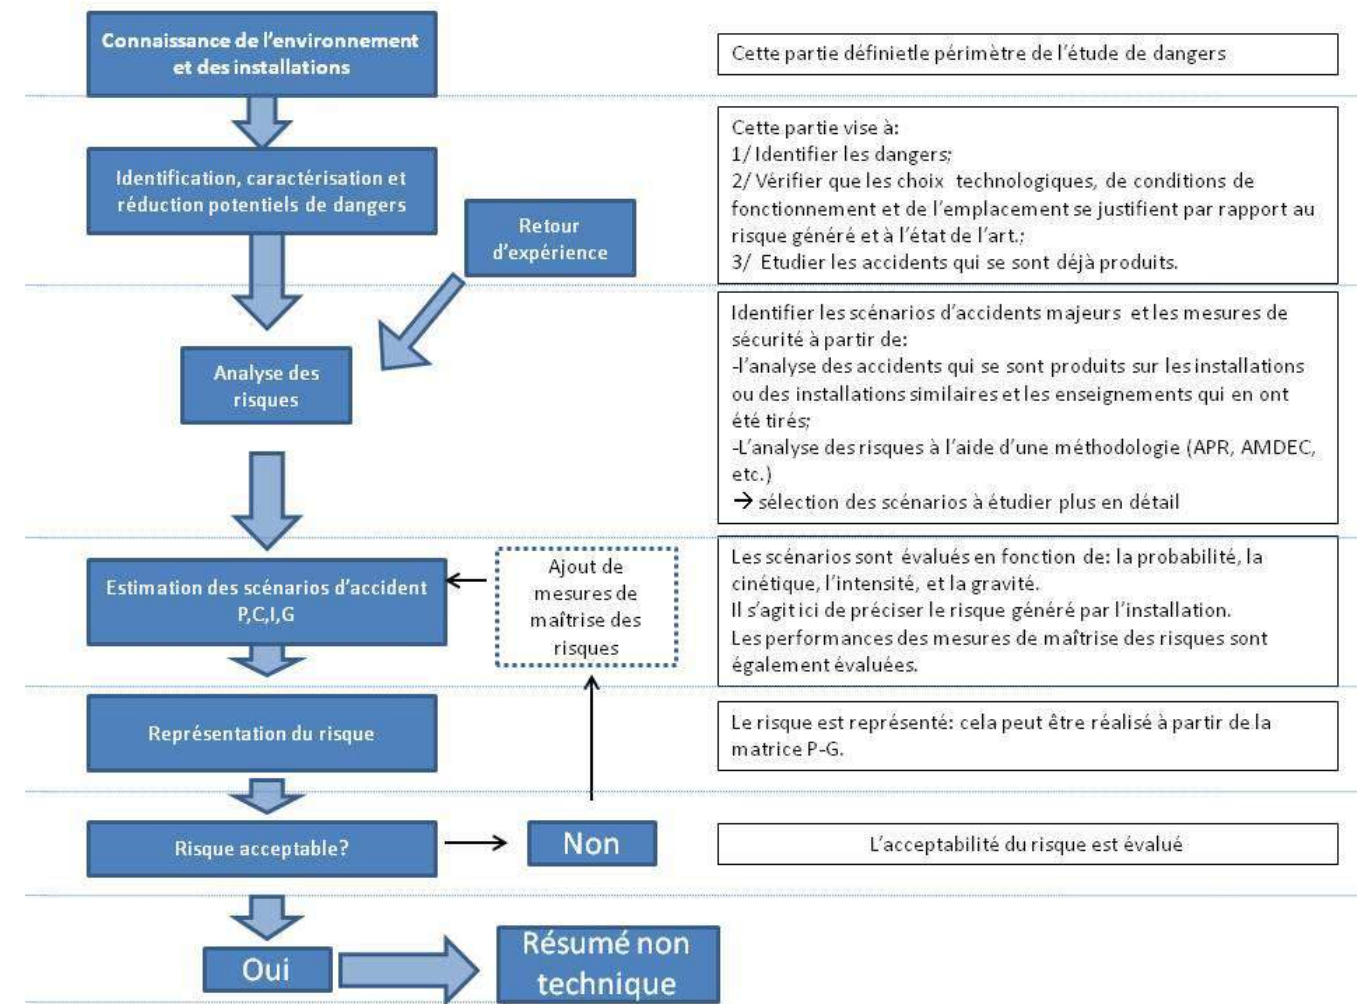 Connaissance de l'environnement
et des installations
Cette partie définietle périmètre de l'étude de dangers
Identification, caractérisation et
réduction potentiels de dangers
Retour
d'expérience
Cette partie vise à:
1/ Identifier les dangers;
2/ Vérifier que les choix technologiques, de conditions de
fonctionnement et de l'emplacement se justifient par rapport au
risque généré et à l'état de l'art.;
3/ Etudier les accidents qui se sont déjà produits.
Analyse des
risques
Identifier les scénarios d'accidents majeurs et les mesures de
sécurité à partir de:
-l'analyse des accidents qui se sont produits sur les installations
ou des installations similaires et les enseignements qui en ont
été tirés;
-L'analyse des risques à l'aide d'une méthodologie (APR, AMDEC,
etc.)
→ sélection des scénarios à étudier plus en détail
Estimation des scénarios d'accident
P,C,I,G
Ajout de
mesures de
maîtrise des
risques
Les scénarios sont évalués en fonction de: la probabilité, la
cinétique, l'intensité, et la gravité.
Il s'agit ici de préciser le risque généré par l'installation.
Les performances des mesures de maîtrise des risques sont
également évaluées.
Représentation du risque
Le risque est représenté: cela peut être réalisé à partir de la
matrice P-G.
Risque acceptable?
Non
L'acceptabilité du risque est évalué
Oui
Résumé non
technique